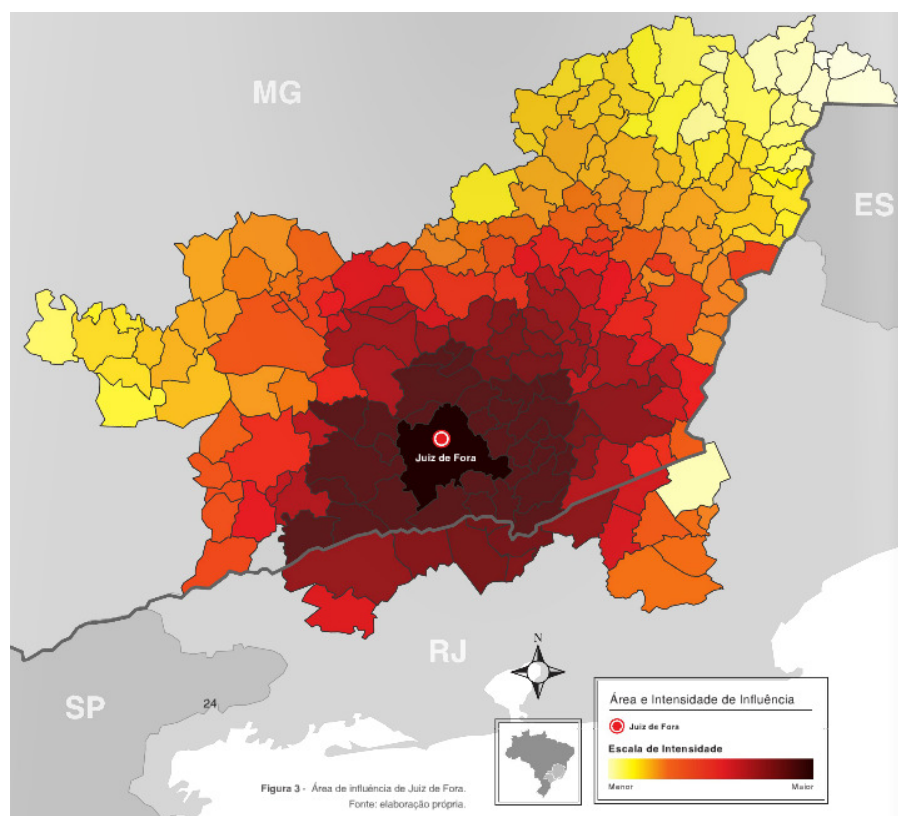 MG
ES
Juiz de Fora
RJ
N
SP
24
Área e Intensidade de Influência
Juiz de Fora
Escala de Intensidade
Menor
Maior
Figura 3 - Área de influência de Juiz de Fora.
Fonte: elaboração própria.